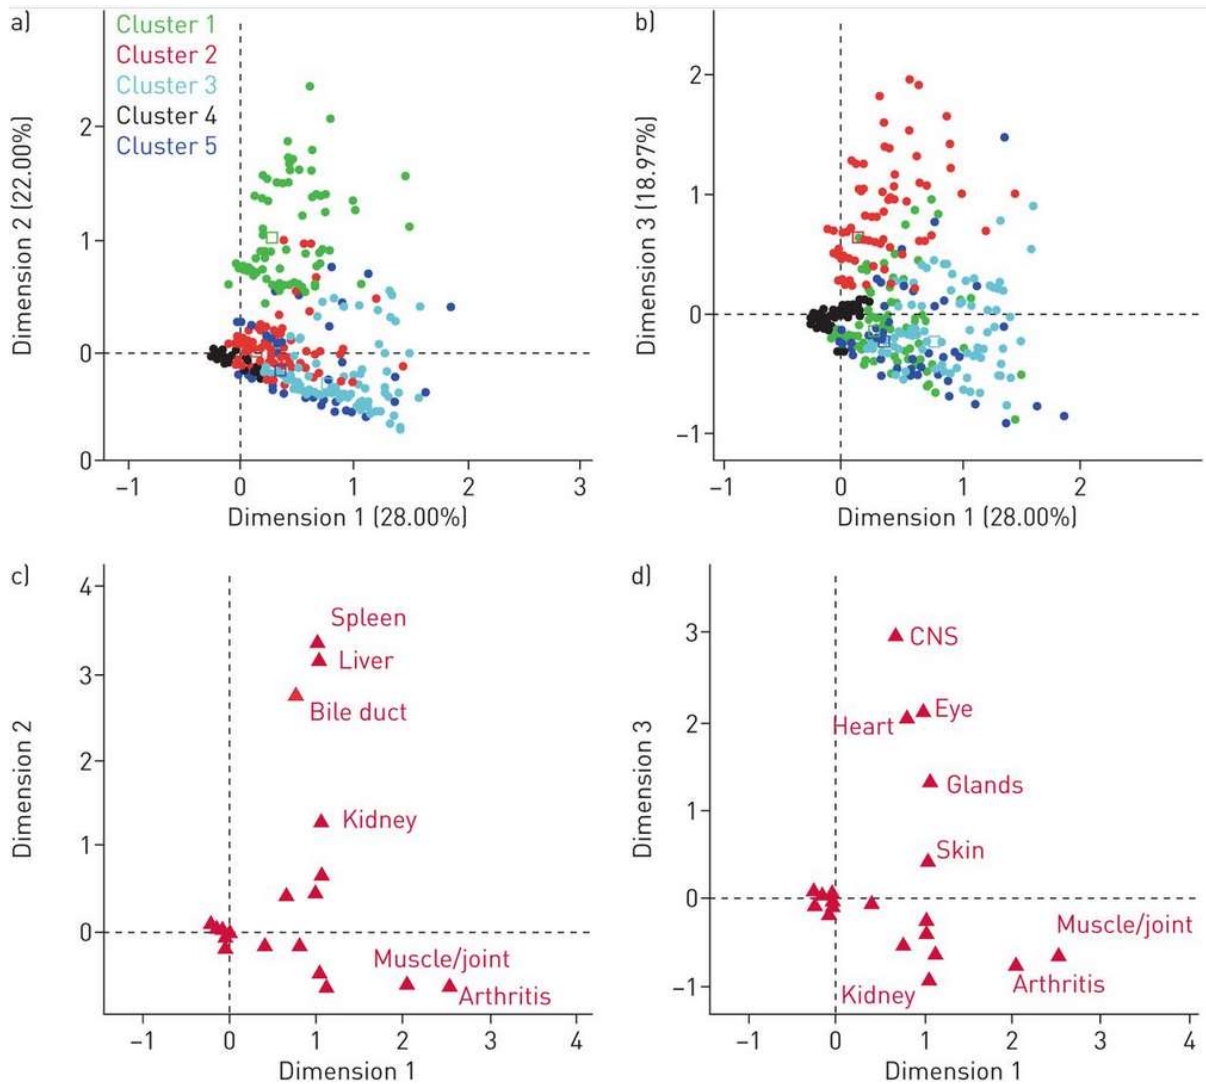 a)
Cluster 1
Cluster 2
Cluster 3
Cluster 4
Cluster 5
Dimension 2 (22.00%)
2
1
0
0
−1 0 1 2 3
Dimension 1 (28.00%)
b)
Dimension 3 (18.97%)
2
1
0
−1
−1 0 1 2
Dimension 1 (28.00%)
c)
Dimension 2
4
3
2
1
0
Spleen
Liver
Bile duct
Kidney
Muscle/joint
Arthritis
−1 0 1 2 3 4
Dimension 1
d)
Dimension 3
3
2
1
0
−1
CNS
Eye
Heart
Glands
Skin
Muscle/joint
Arthritis
Kidney
−1 0 1 2 3 4
Dimension 1